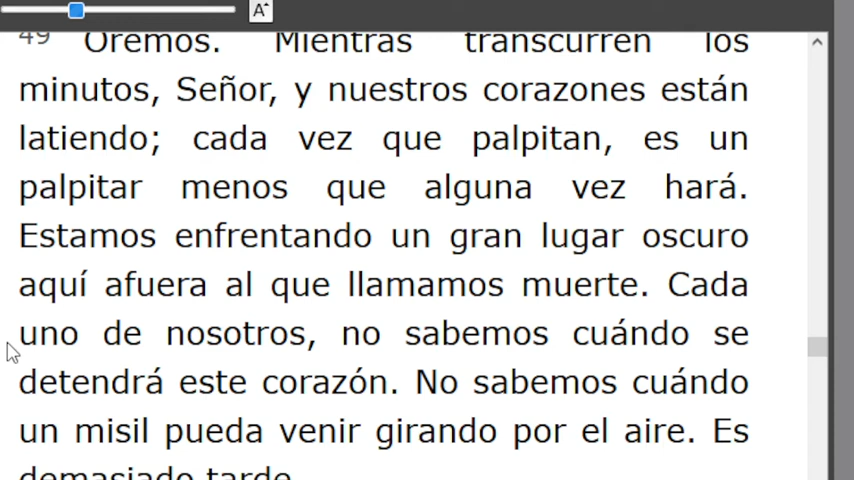 A^
49 Oremos. Mientras transcurren los
minutos, Señor, y nuestros corazones están
latiendo; cada vez que palpitan, es un
palpitar menos que alguna vez hará.
Estamos enfrentando un gran lugar oscuro
aquí afuera al que llamamos muerte. Cada
uno de nosotros, no sabemos cuándo se
detendrá este corazón. No sabemos cuándo
un misil pueda venir girando por el aire. Es
demasiado tarde